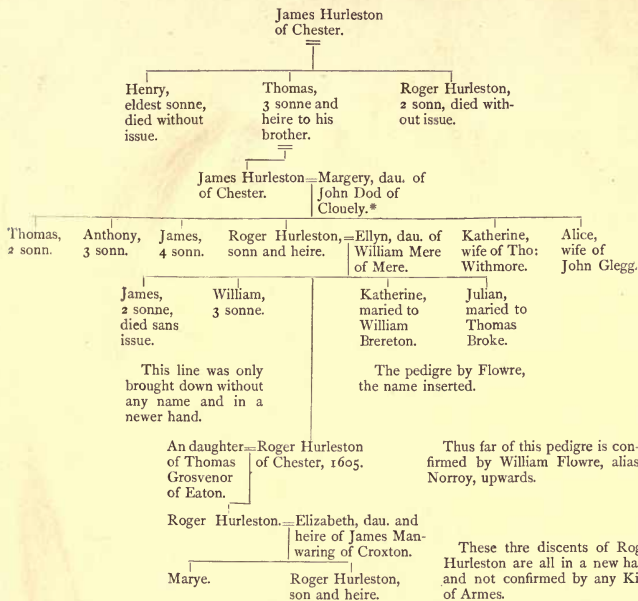 James Hurleston
of Chester.
Henry,
eldest sonne,
died without
issue.
Thomas,
3 sonne and
heire to his
brother.
Roger Hurleston,
2 sonn, died with-
out issue.
James Hurleston=Margery, dau. of
of Chester.
John Dod of
Clouely.*
Thomas,
2 sonn.
Anthony,
3 sonn.
James,
4 sonn.
Roger Hurleston,
sonn and heire.
=Ellyn, dau. of
William Mere
of Mere.
Katherine,
wife of Tho:
Withmore.
Alice,
wife of
John Glegg.
James,
2 sonne,
died sans
issue.
William,
3 sonne.
Katherine,
maried to
William
Brereton.
Julian,
maried to
Thomas
Broke.
This line was only
brought down without
any name and in a
newer hand.
The pedigre by Flowre,
the name inserted.
An daughter=Roger Hurleston
of Thomas
Grosvenor
of Eaton.
of Chester, 1605.
Thus far of this pedigre is con-
firmed by William Flowre, alias
Norroy, upwards.
Roger Hurleston.=Elizabeth, dau. and
heire of James Man-
waring of Croxton.
Marye.
Roger Hurleston,
son and heire.
These thre discents of Rog
Hurleston are all in a new ha
and not confirmed by any Ki
of Armes.